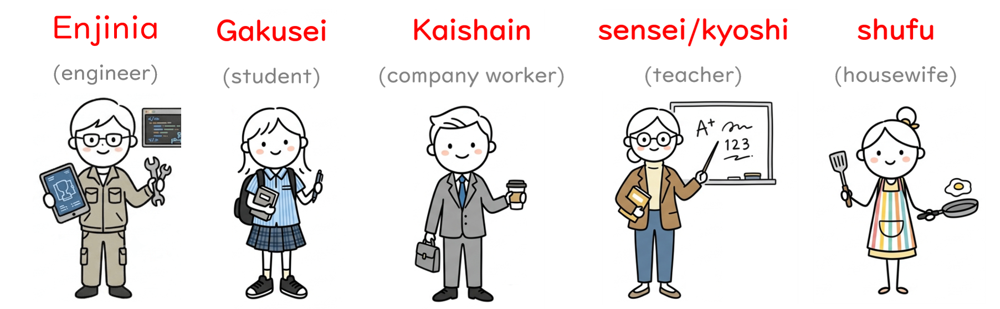 Enjinia
(engineer)
Gakusei
(student)
Kaishain
(company worker)
sensei/kyoshi
(teacher)
A+
123
shufu
(housewife)